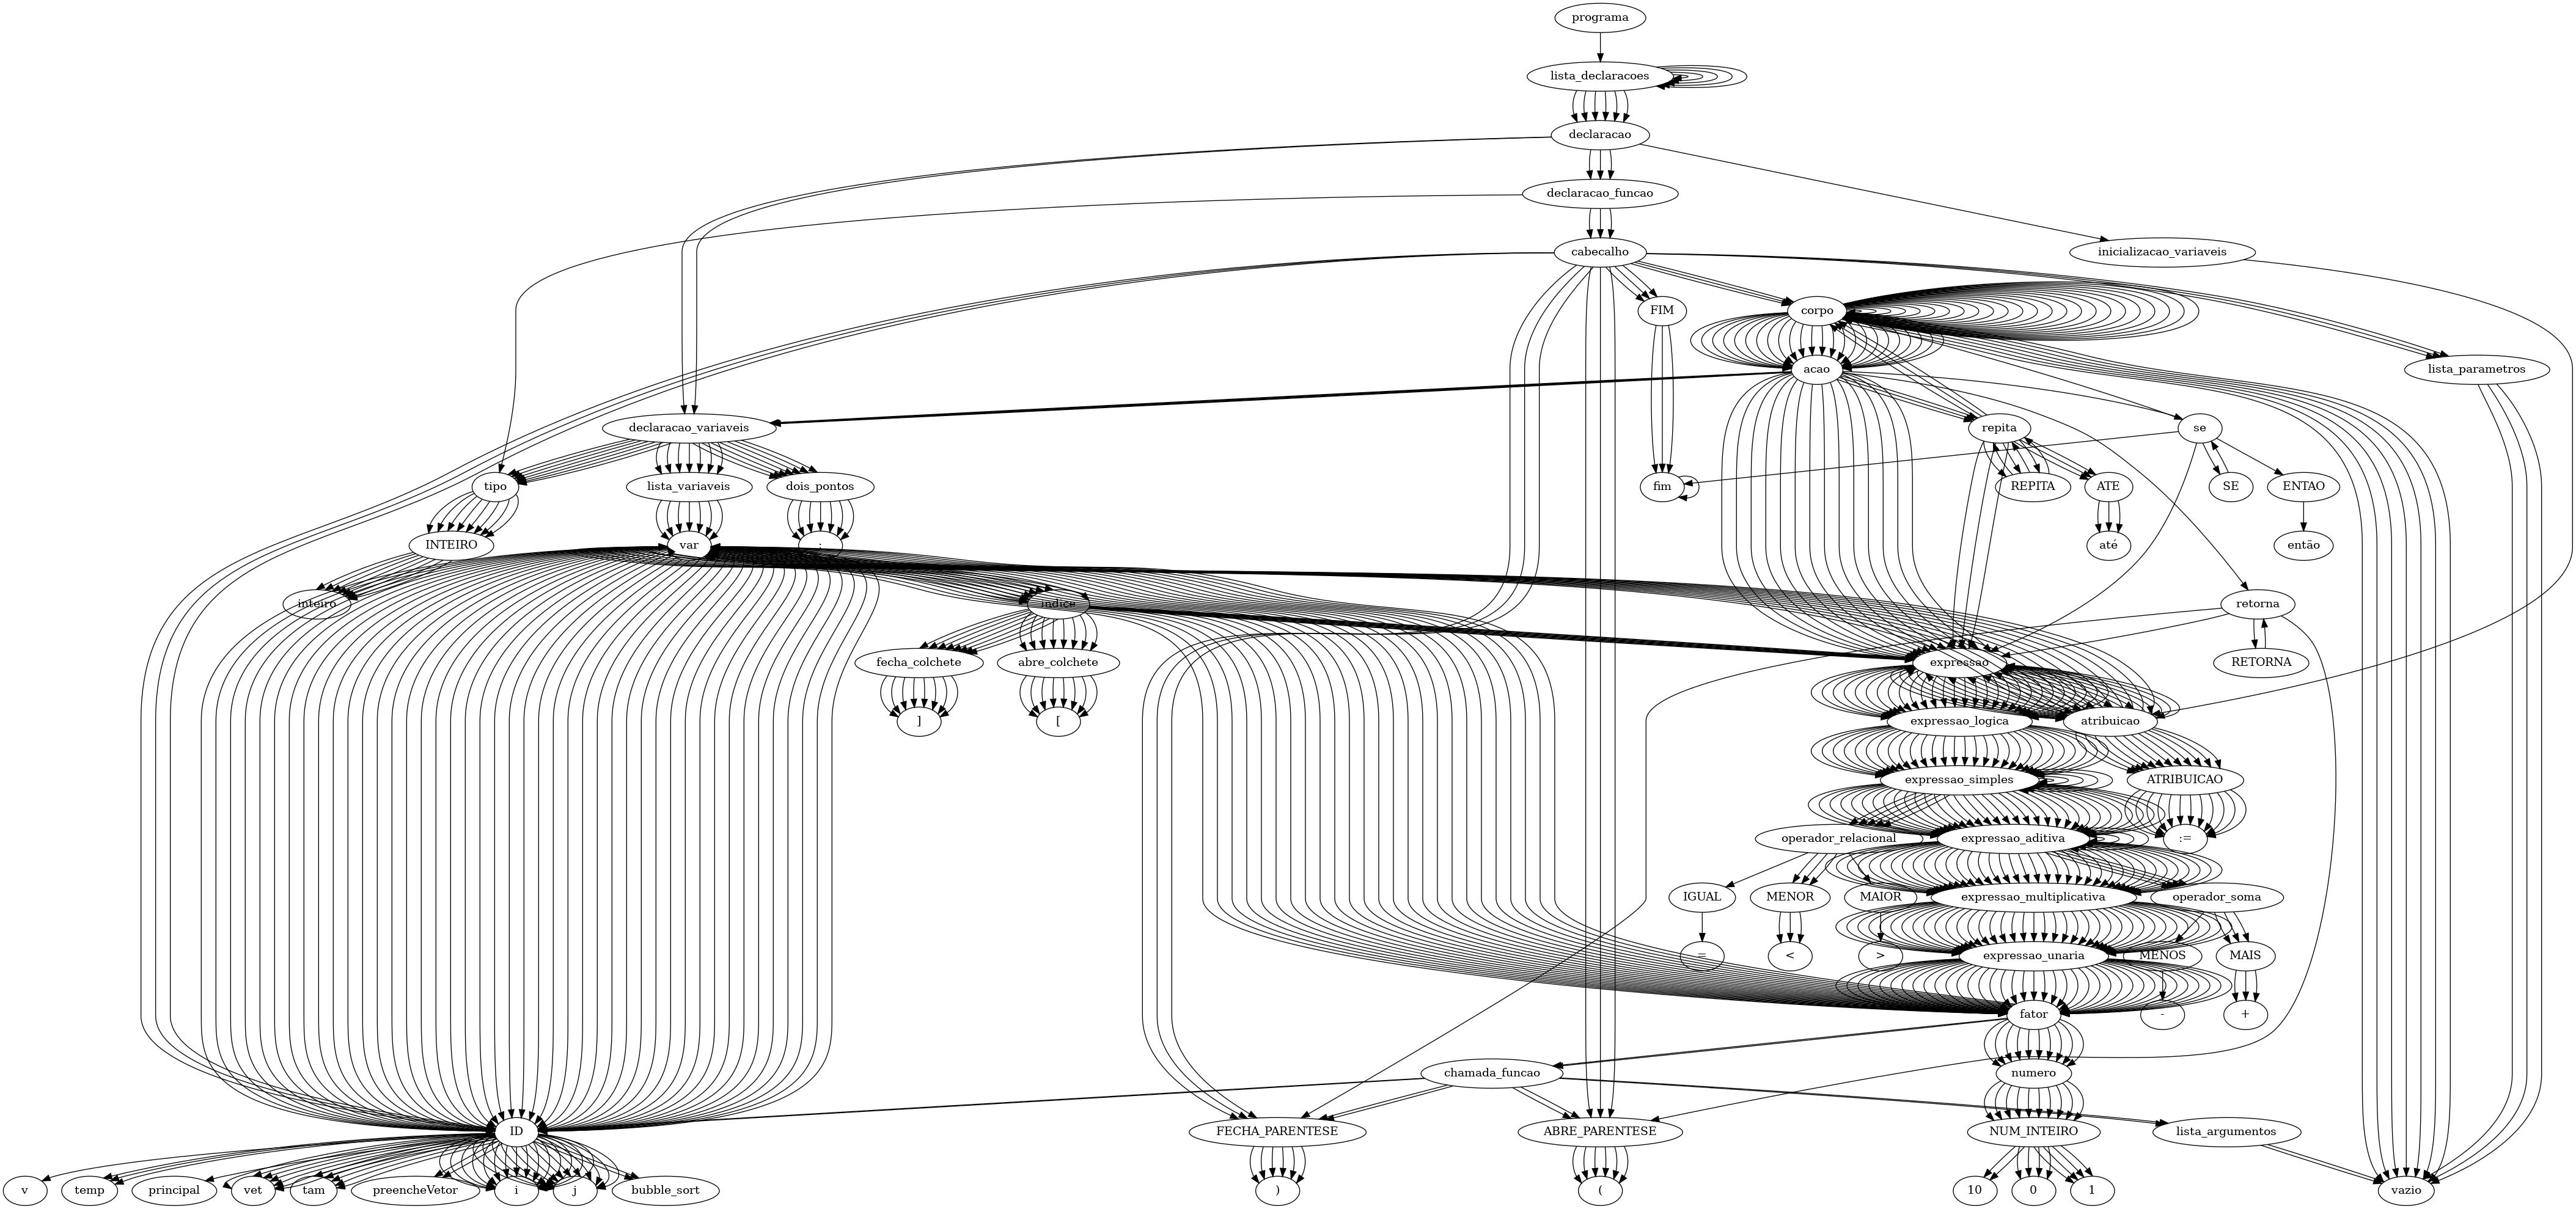 programa
lista_declaracoes
declaracao
declaracao_funcao
cabecalho
inicializacao_variaveis
FIM
corpo
acao
lista_parametros
declaracao_variaveis
repita
se
tipo
lista_variaveis
dois_pontos
fim
REPITA
ATE
SE
ENTAO
INTEIRO
var
:
até
então
inteiro
indice
retorna
fecha_colchete
abre_colchete
expressao
RETORNA
]
[
expressao_logica
atribuicao
expressao_simples
ATRIBUICAO
operador_relacional
expressao_aditiva
:=
IGUAL
MENOR
MAIOR
expressao_multiplicativa
operador_soma
=
<
>
expressao_unaria
MENOS
MAIS
fator
-
+
chamada_funcao
numero
ID
FECHA_PARENTESE
ABRE_PARENTESE
NUM_INTEIRO
lista_argumentos
v
temp
principal
vet
tam
preencheVetor
i
j
bubble_sort
)
(
10
0
1
vazio